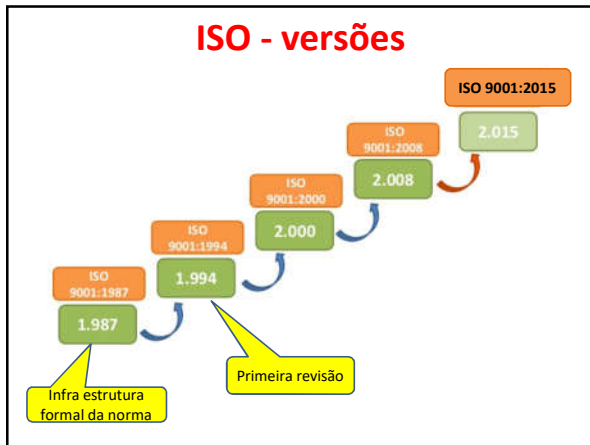 ISO - versões
ISO 9001:2015
2.015
ISO
9001:2008
2.008
ISO
9001:2000
2.000
ISO
9001:1994
1.994
ISO
9001:1987
1.987
Primeira revisão
Infra estrutura
formal da norma